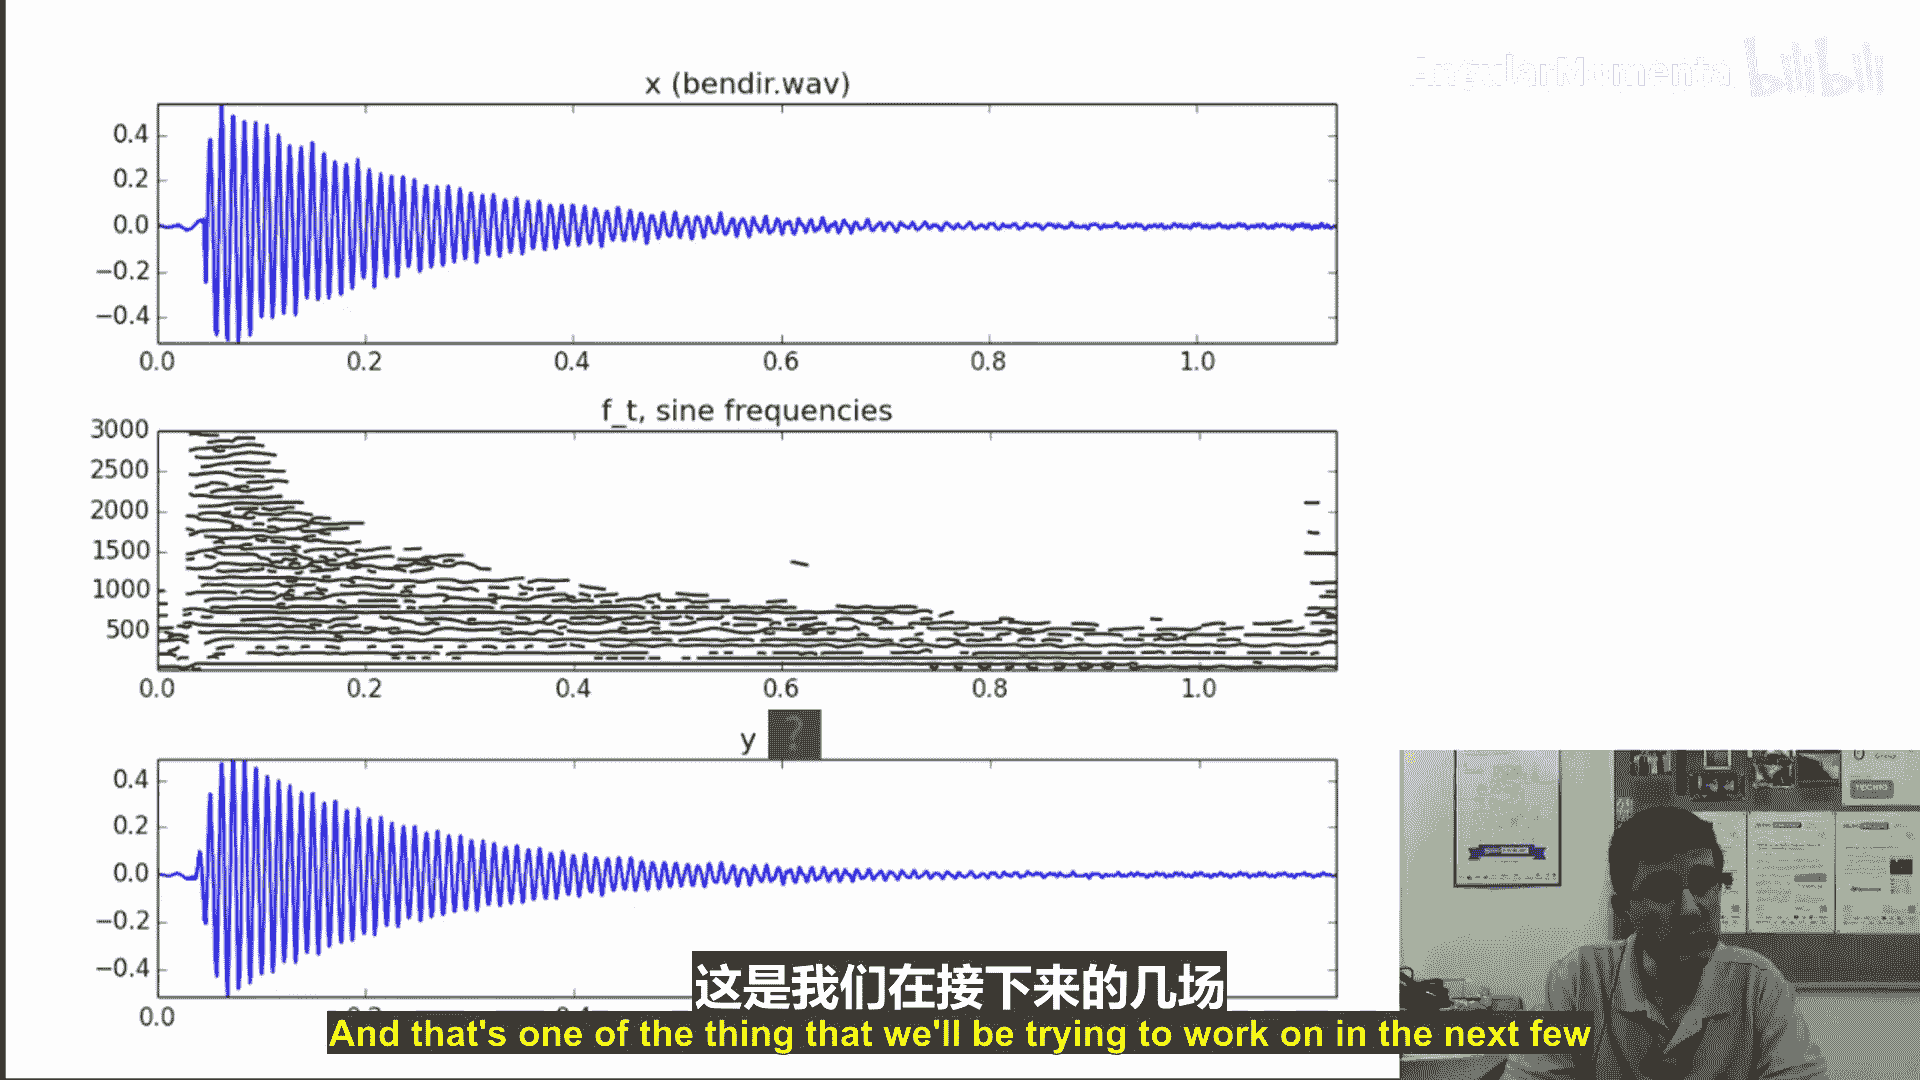 AngularMomenta bilibili
x (bendir.wav)
0.4
0.2
0.0
−0.2
−0.4
0.0 0.2 0.4 0.6 0.8 1.0
f_t, sine frequencies
3000
2500
2000
1500
1000
500
0.0 0.2 0.4 0.6 0.8 1.0
y ?
0.4
0.2
0.0
−0.2
−0.4
0.0
TECHNIO
这是我们在接下来的几场
And that's one of the thing that we'll be trying to work on in the next few